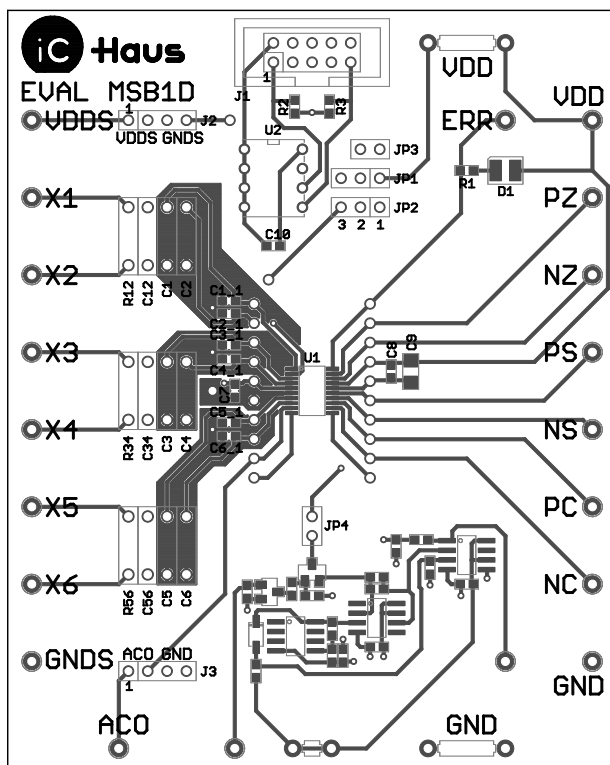 iC Haus
EVAL MSB1D
VDD
VDDS
1
VDDS GNDS
J2
J1
1
R2
R3
ERR
VDD
U2
JP3
JP1
JP2
3 2 1
R1
D1
C10
X1
X2
R12
C12
C1
C2
PZ
NZ
C1_1
C2_1
C3_1
C4_1
C7
C5_1
C6_1
U1
C8
C9
X3
X4
R34
C34
C3
C4
PS
NS
X5
X6
R56
C56
C5
C6
JP4
PC
NC
GNDS
ACO GND
1
J3
ACO
GND
GND